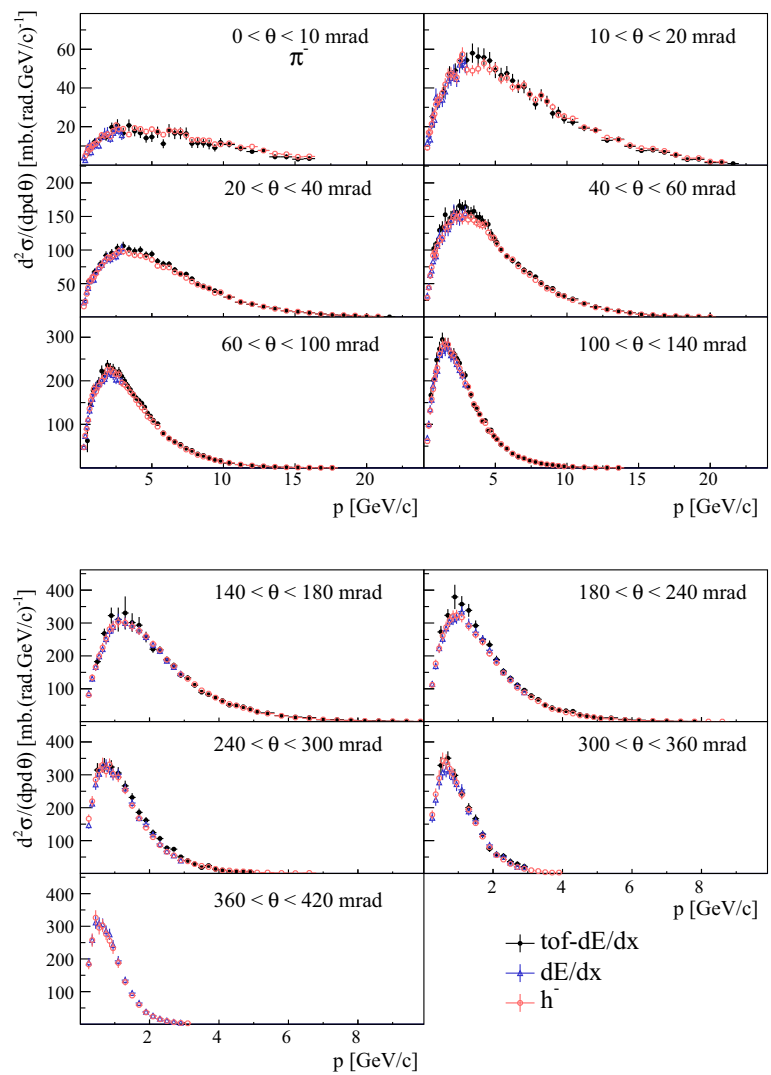 0 < θ < 10 mrad
π⁻
10 < θ < 20 mrad
60
40
20
d²σ/(dpdθ) [mb.(rad.GeV/c)⁻¹]
20 < θ < 40 mrad
40 < θ < 60 mrad
200
150
100
50
60 < θ < 100 mrad
100 < θ < 140 mrad
300
200
100
5 10 15 20
5 10 15 20
p [GeV/c]
p [GeV/c]
140 < θ < 180 mrad
180 < θ < 240 mrad
400
300
200
100
d²σ/(dpdθ) [mb.(rad.GeV/c)⁻¹]
240 < θ < 300 mrad
300 < θ < 360 mrad
400
300
200
100
2 4 6 8
p [GeV/c]
360 < θ < 420 mrad
400
300
200
100
2 4 6 8
p [GeV/c]
tof-dE/dx
dE/dx
h⁻